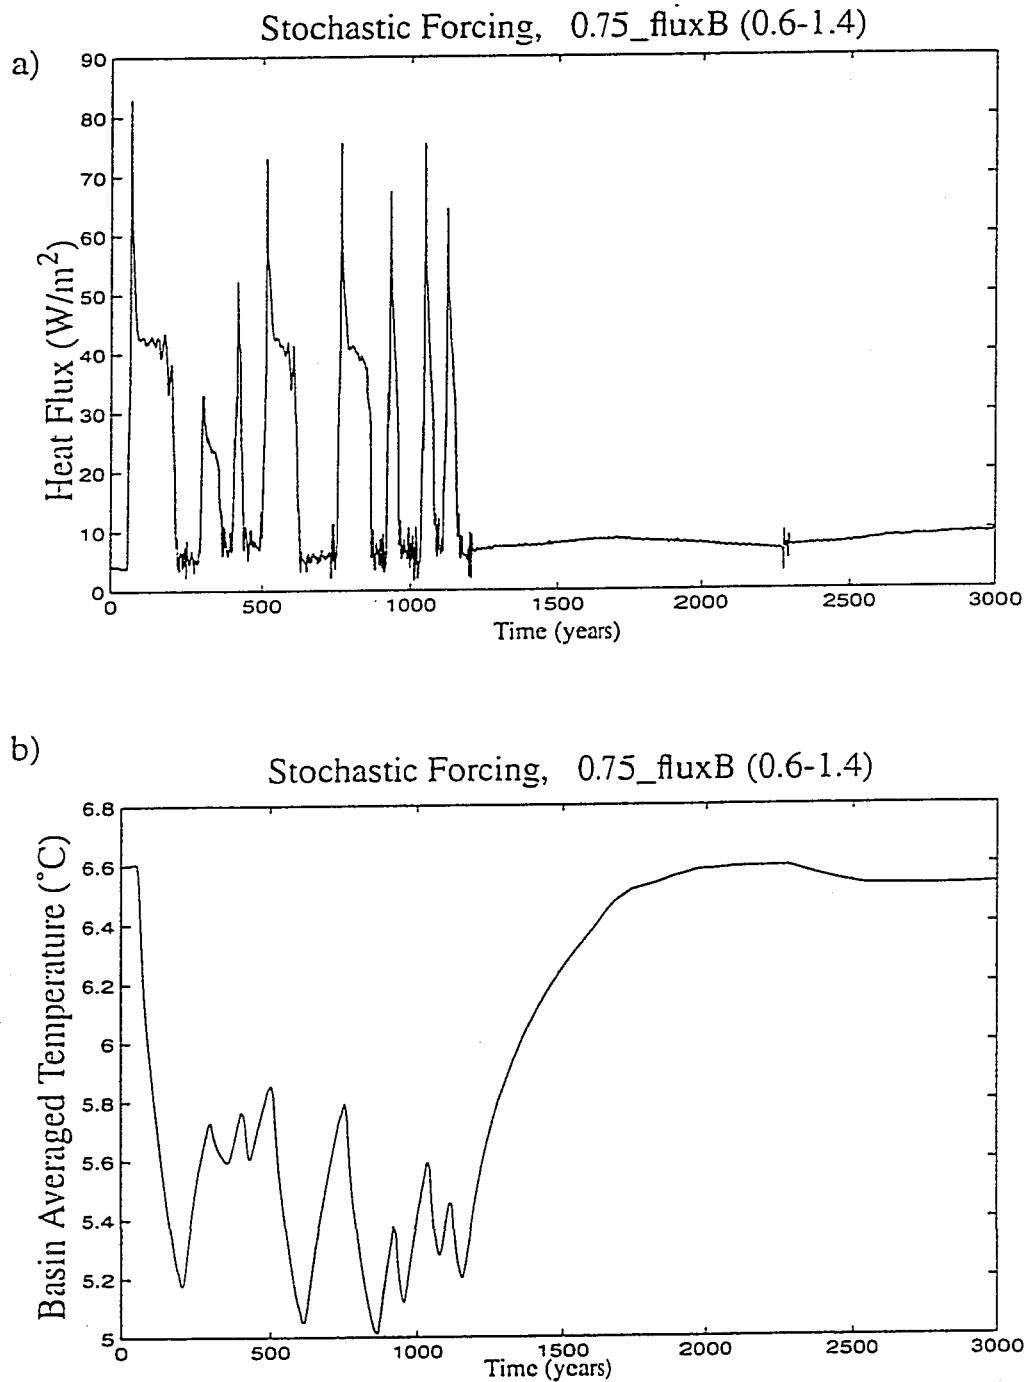 Stochastic Forcing, 0.75_fluxB (0.6-1.4)
a)
90
80
70
60
50
40
30
20
10
0
Heat Flux (W/m²)
0 500 1000 1500 2000 2500 3000
Time (years)
b)
Stochastic Forcing, 0.75_fluxB (0.6-1.4)
6.8
6.6
6.4
6.2
6
5.8
5.6
5.4
5.2
5
Basin Averaged Temperature (°C)
0 500 1000 1500 2000 2500 3000
Time (years)